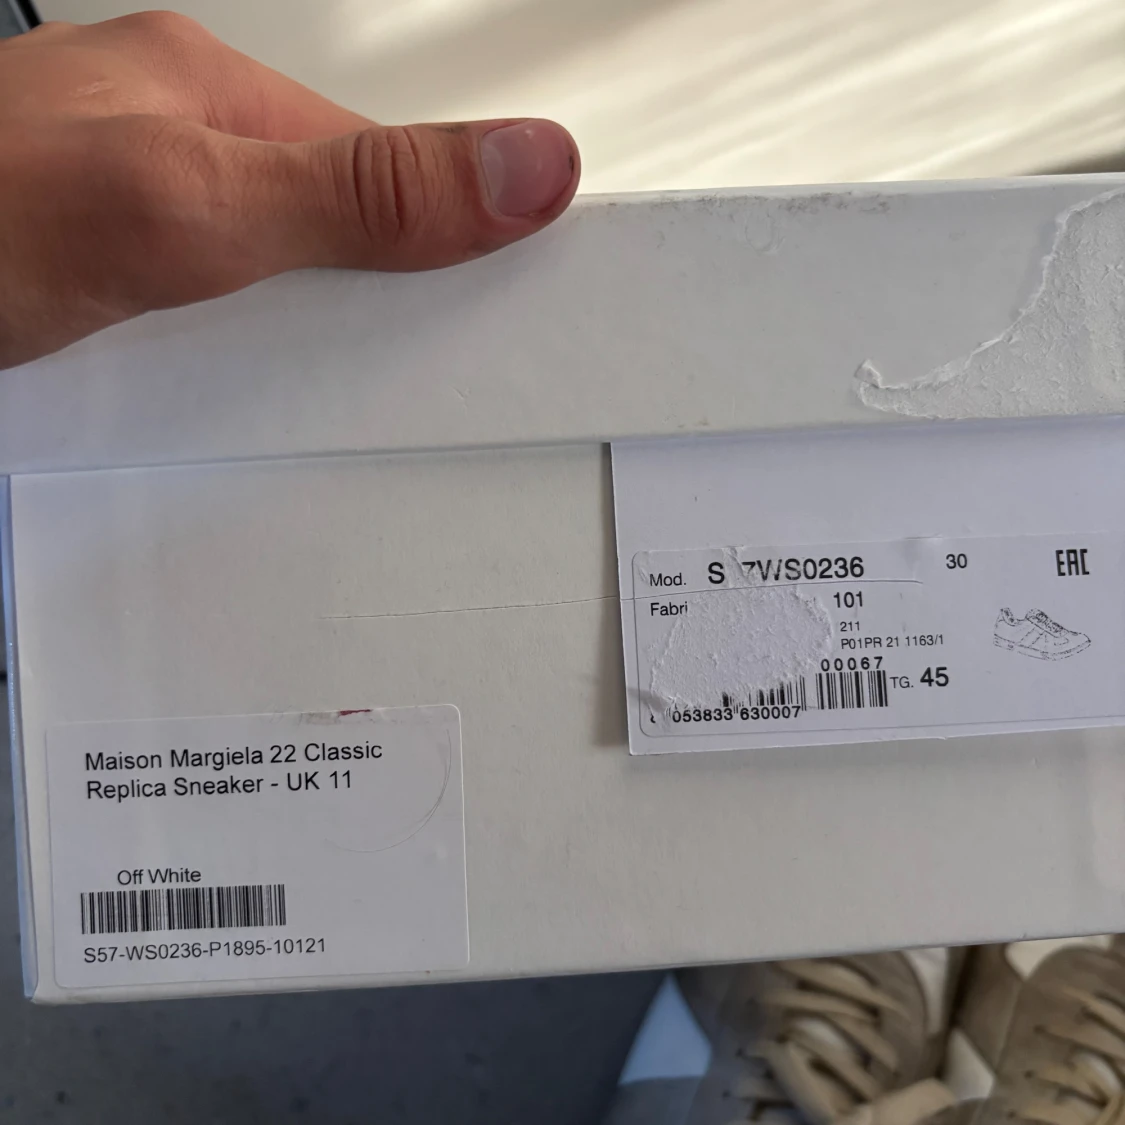 Mod. S 7WS0236 30 EAC
Fabri 101
211
P01PR 21 1163/1
00067
TG. 45
053833 630007
Maison Margiela 22 Classic
Replica Sneaker - UK 11
Off White
S57-WS0236-P1895-10121